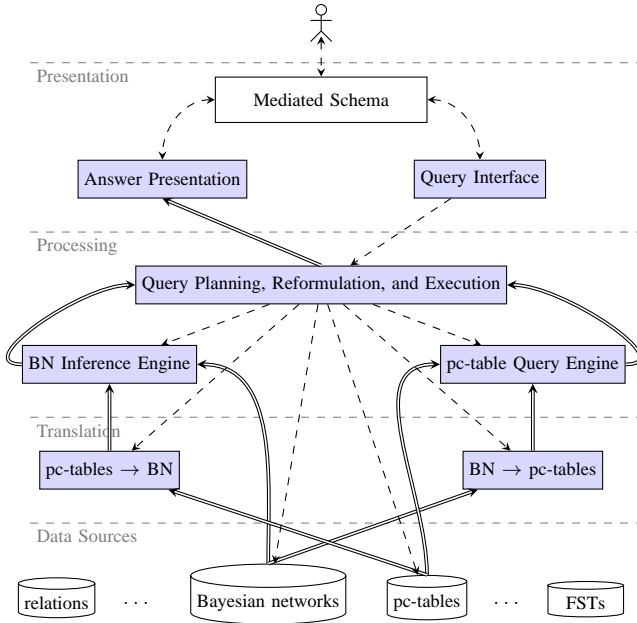 Presentation
Mediated Schema
Answer Presentation
Query Interface
Processing
Query Planning, Reformulation, and Execution
BN Inference Engine
pc-table Query Engine
Translation
pc-tables → BN
BN → pc-tables
Data Sources
relations
. . .
Bayesian networks
pc-tables
. . .
FSTs